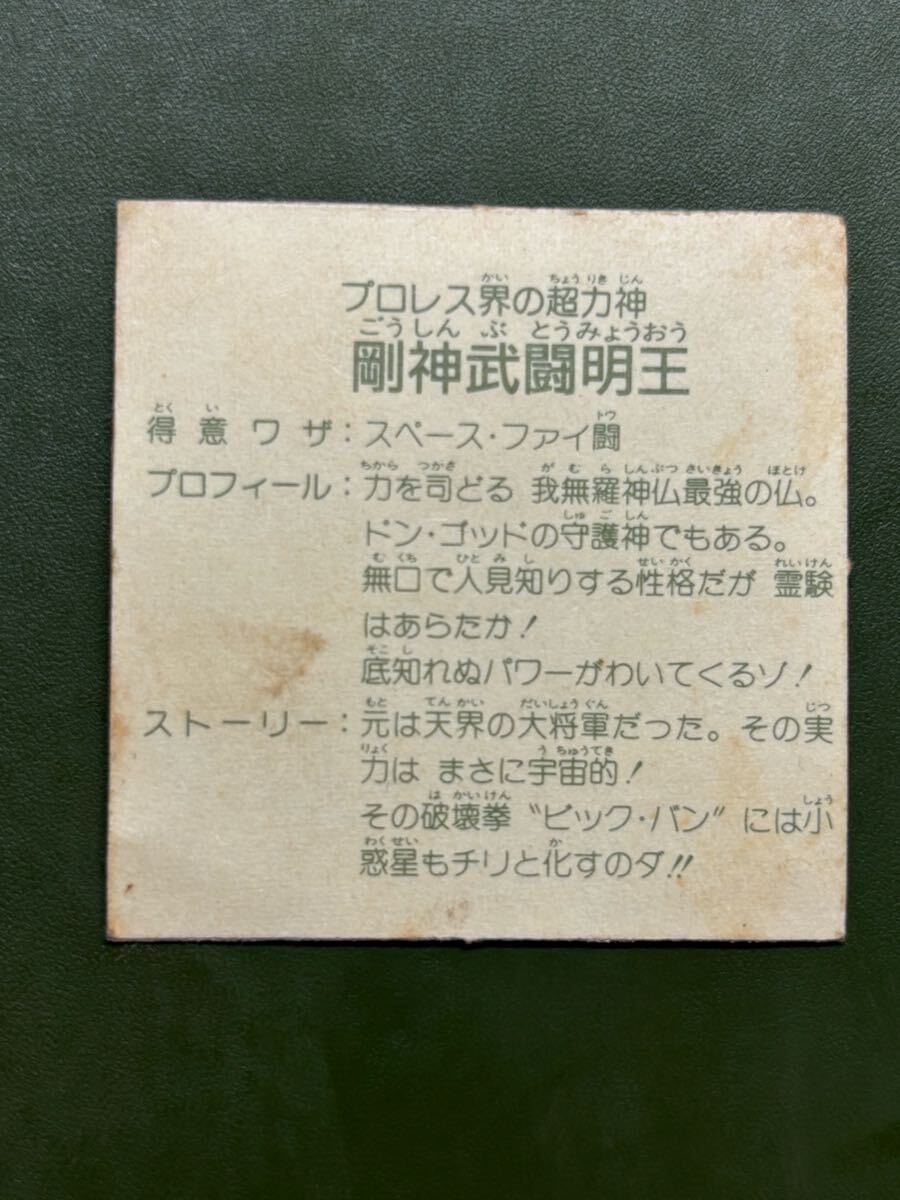 プロレス界の超力神
剛神武闘明王
得意ワザ：スペース・ファイ闘
プロフィール：力を司どる 我無羅神仏最強の仏。
ドン・ゴッドの守護神でもある。
無口で人見知りする性格だが 霊験
はあらたか！
底知れぬパワーがわいてくるゾ！
ストーリー：元は天界の大将軍だった。その実
力は まさに宇宙的！
その破壊拳 “ビック・バン” には小
惑星もチリと化すのダ!!